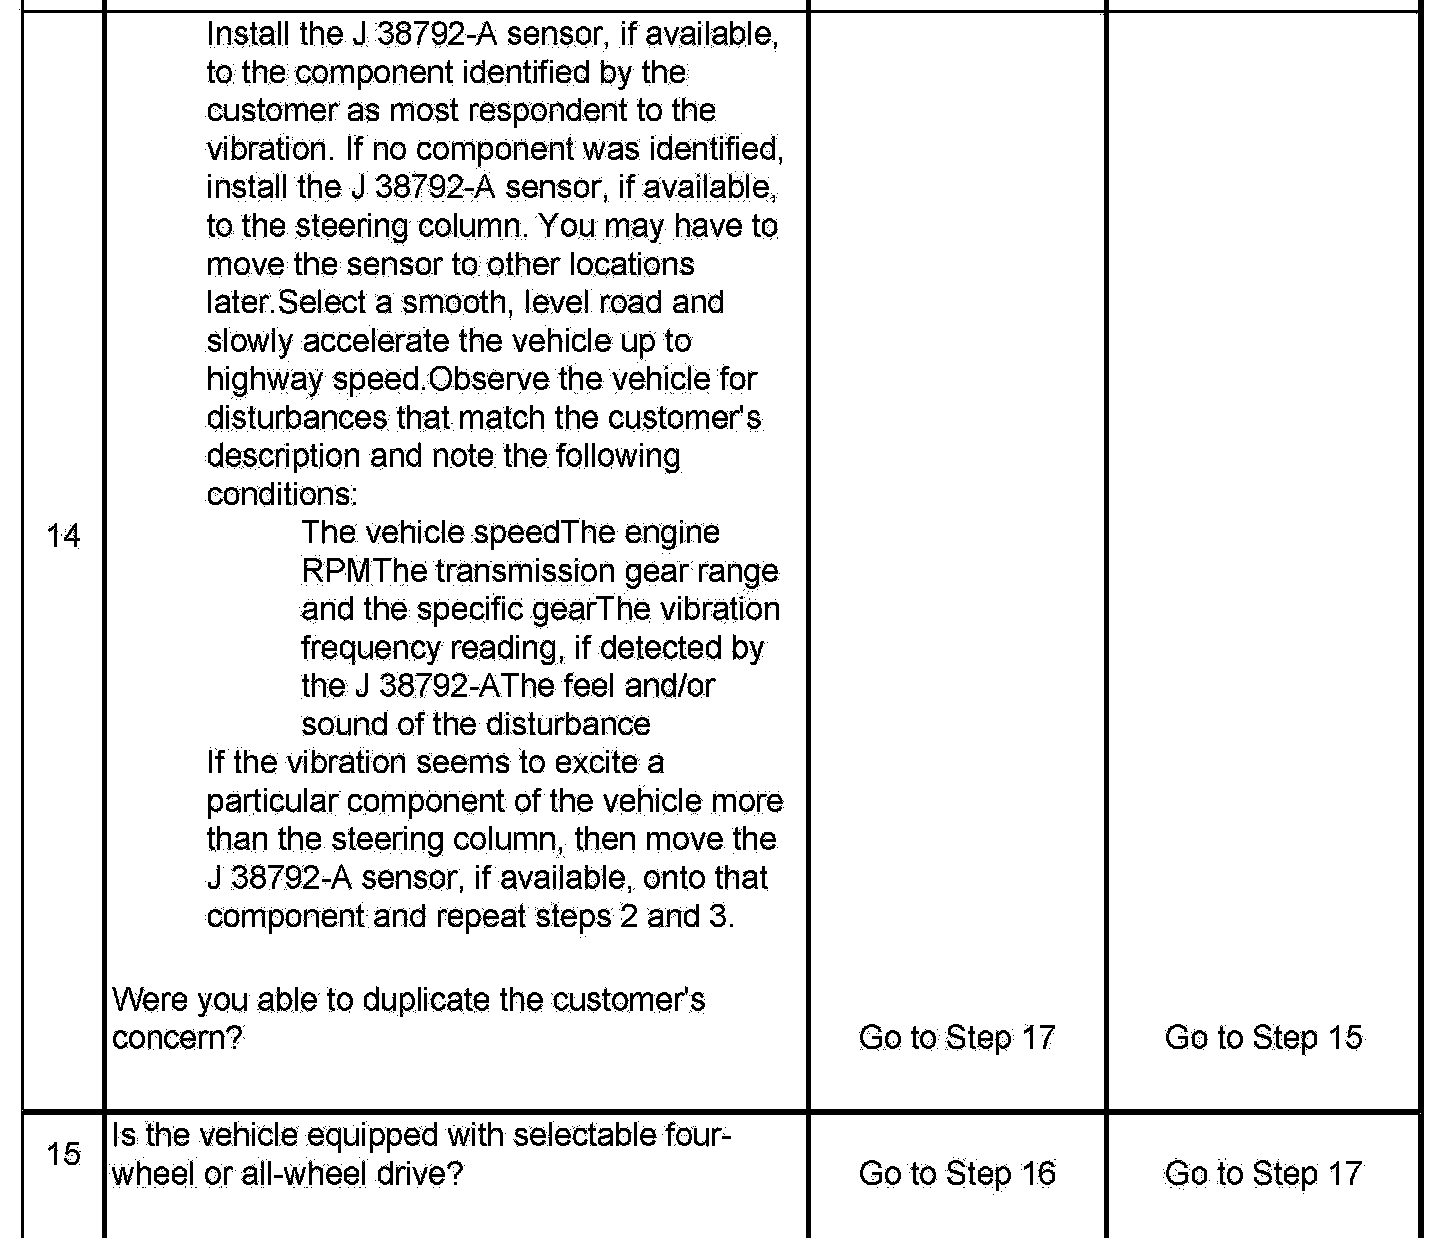 Install the J 38792-A sensor, if available,
to the component identified by the
customer as most respondent to the
vibration. If no component was identified,
install the J 38792-A sensor, if available,
to the steering column. You may have to
move the sensor to other locations
later.Select a smooth, level road and
slowly accelerate the vehicle up to
highway speed.Observe the vehicle for
disturbances that match the customer's
description and note the following
conditions:
14
The vehicle speedThe engine
RPMThe transmission gear range
and the specific gearThe vibration
frequency reading, if detected by
the J 38792-AThe feel and/or
sound of the disturbance
If the vibration seems to excite a
particular component of the vehicle more
than the steering column, then move the
J 38792-A sensor, if available, onto that
component and repeat steps 2 and 3.
Were you able to duplicate the customer's
concern?
Go to Step 17
Go to Step 15
15
Is the vehicle equipped with selectable four-
wheel or all-wheel drive?
Go to Step 16
Go to Step 17